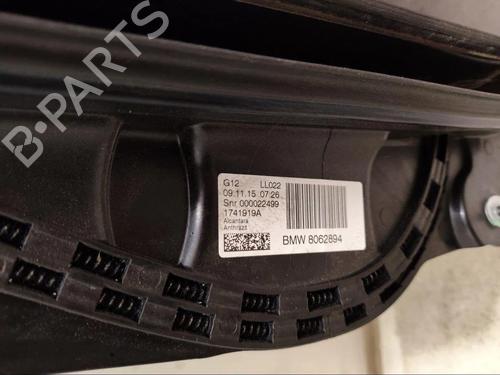 B-PARTS
G12 LL022
09.11.15 07:26
Snr 000022499
1741919A
Alcantara
Anthrazit
BMW 8062894